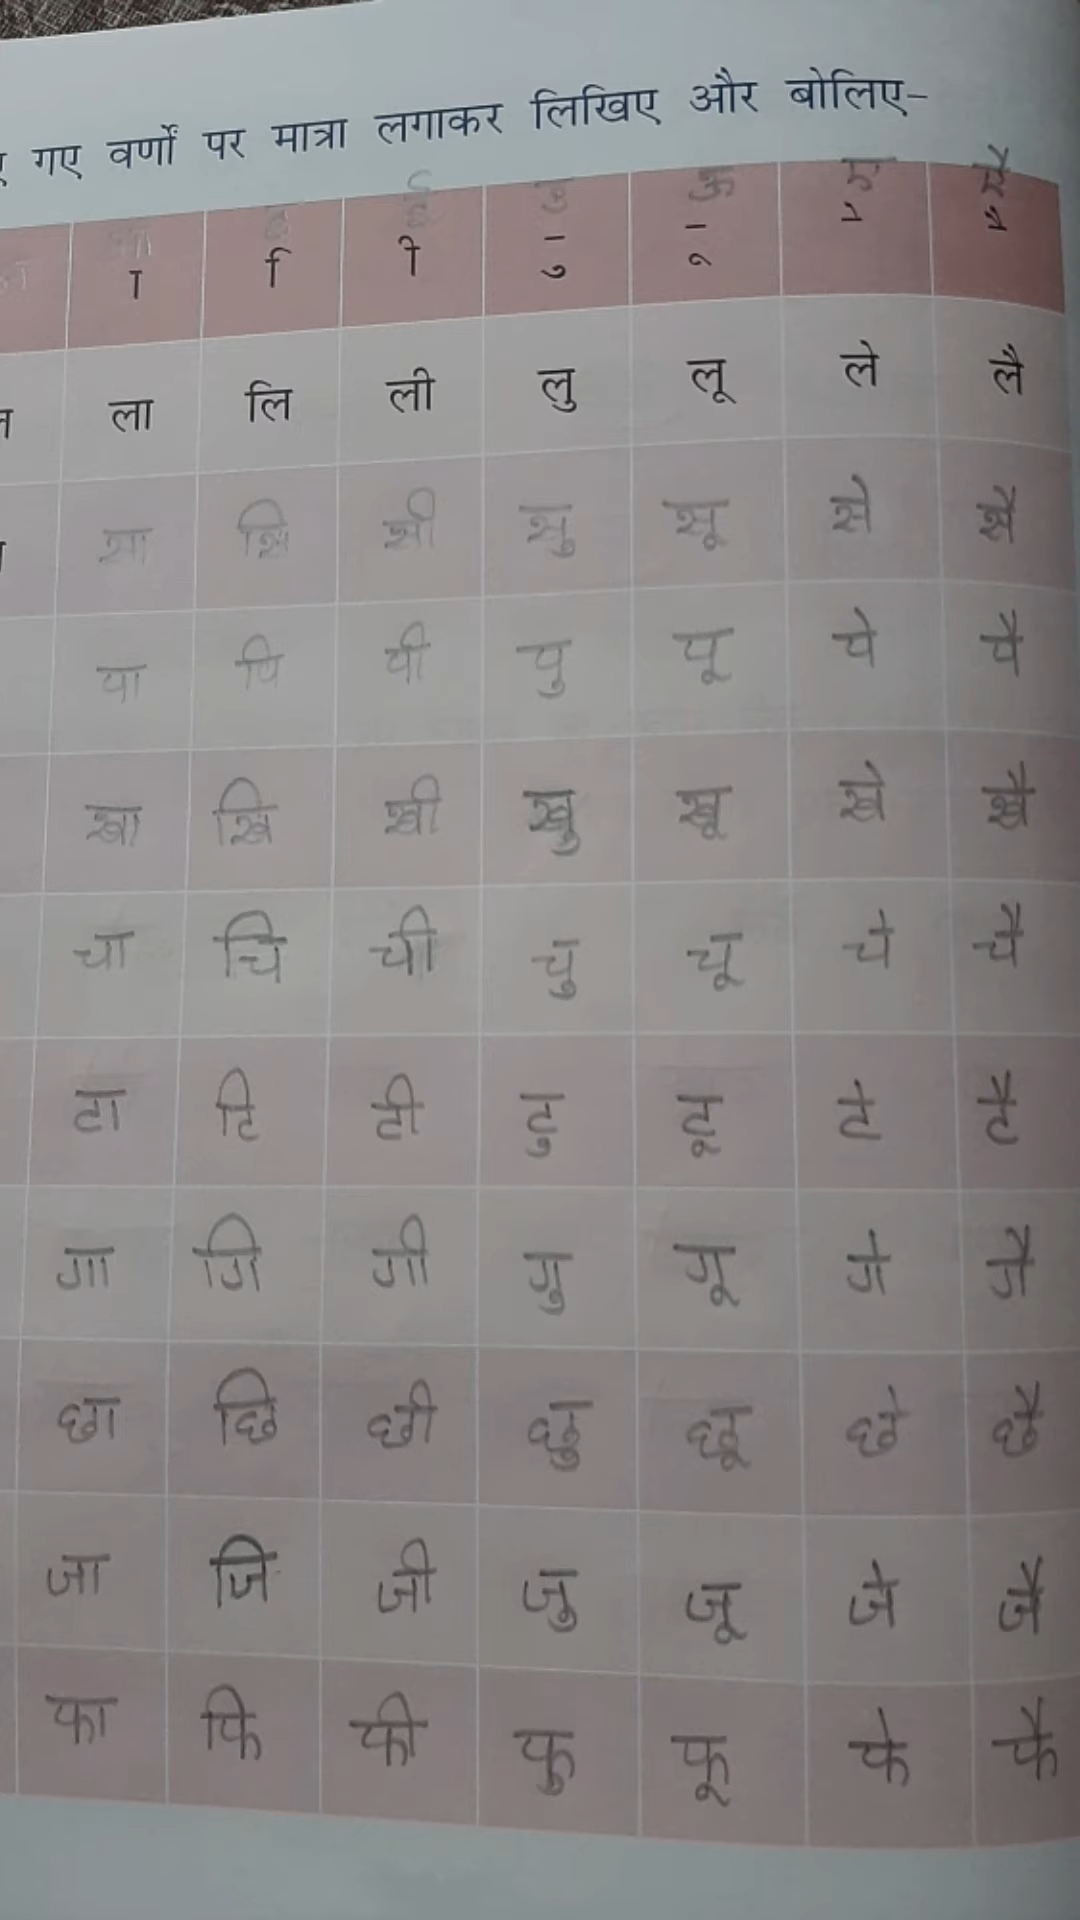 गए वर्णों पर मात्रा लगाकर लिखिए और बोलिए-
ई उ ऊ ए ऐ
ा ि ी ु ू े ै
ला लि ली लु लू ले लै
शा शि शी शु शू शे शै
पा पि पी पु पू पे पै
खा खि खी खु खू खे खै
चा चि ची चु चू चे चै
टा टि टी टु टू टे टै
गा गि गी गु गू गे गै
छा छि छी छु छू छे छै
जा जि जी जु जू जे जै
फा फि फी फु फू फे फै